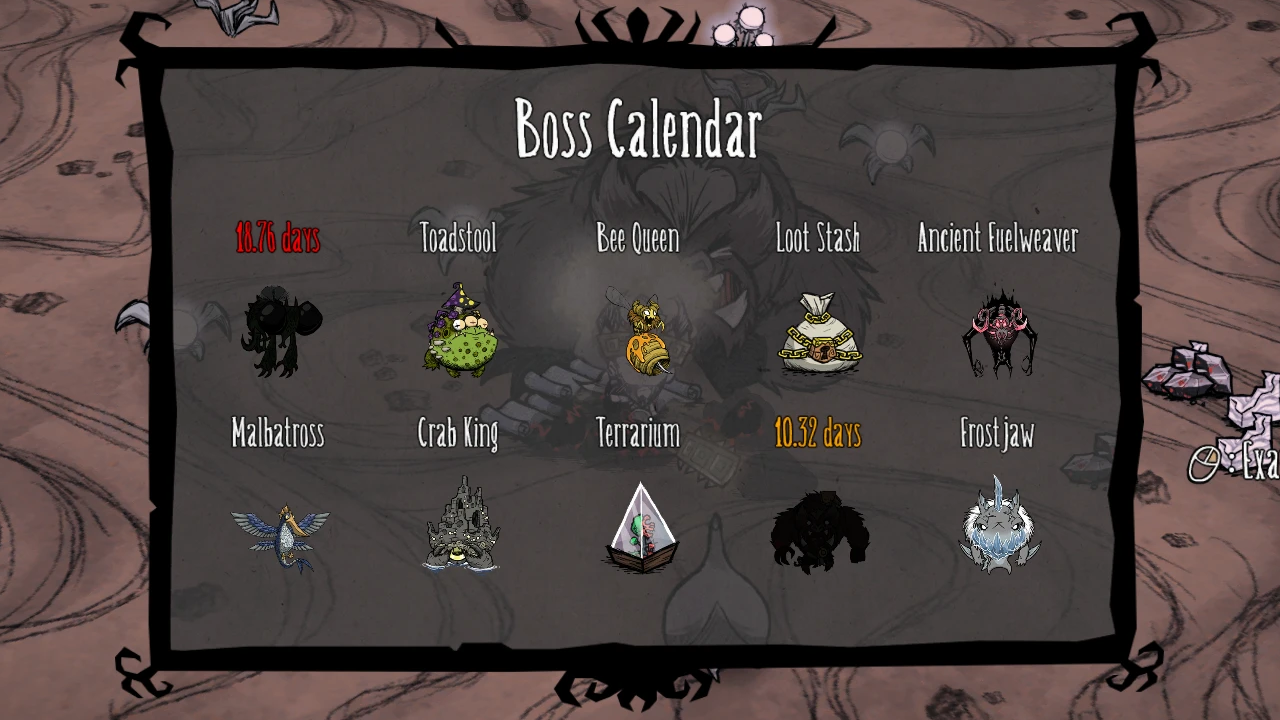 Boss Calendar
18.76 days
Toadstool
Bee Queen
Loot Stash
Ancient Fuelweaver
Malbatross
Crab King
Terrarium
10.32 days
Frostjaw
: Exa